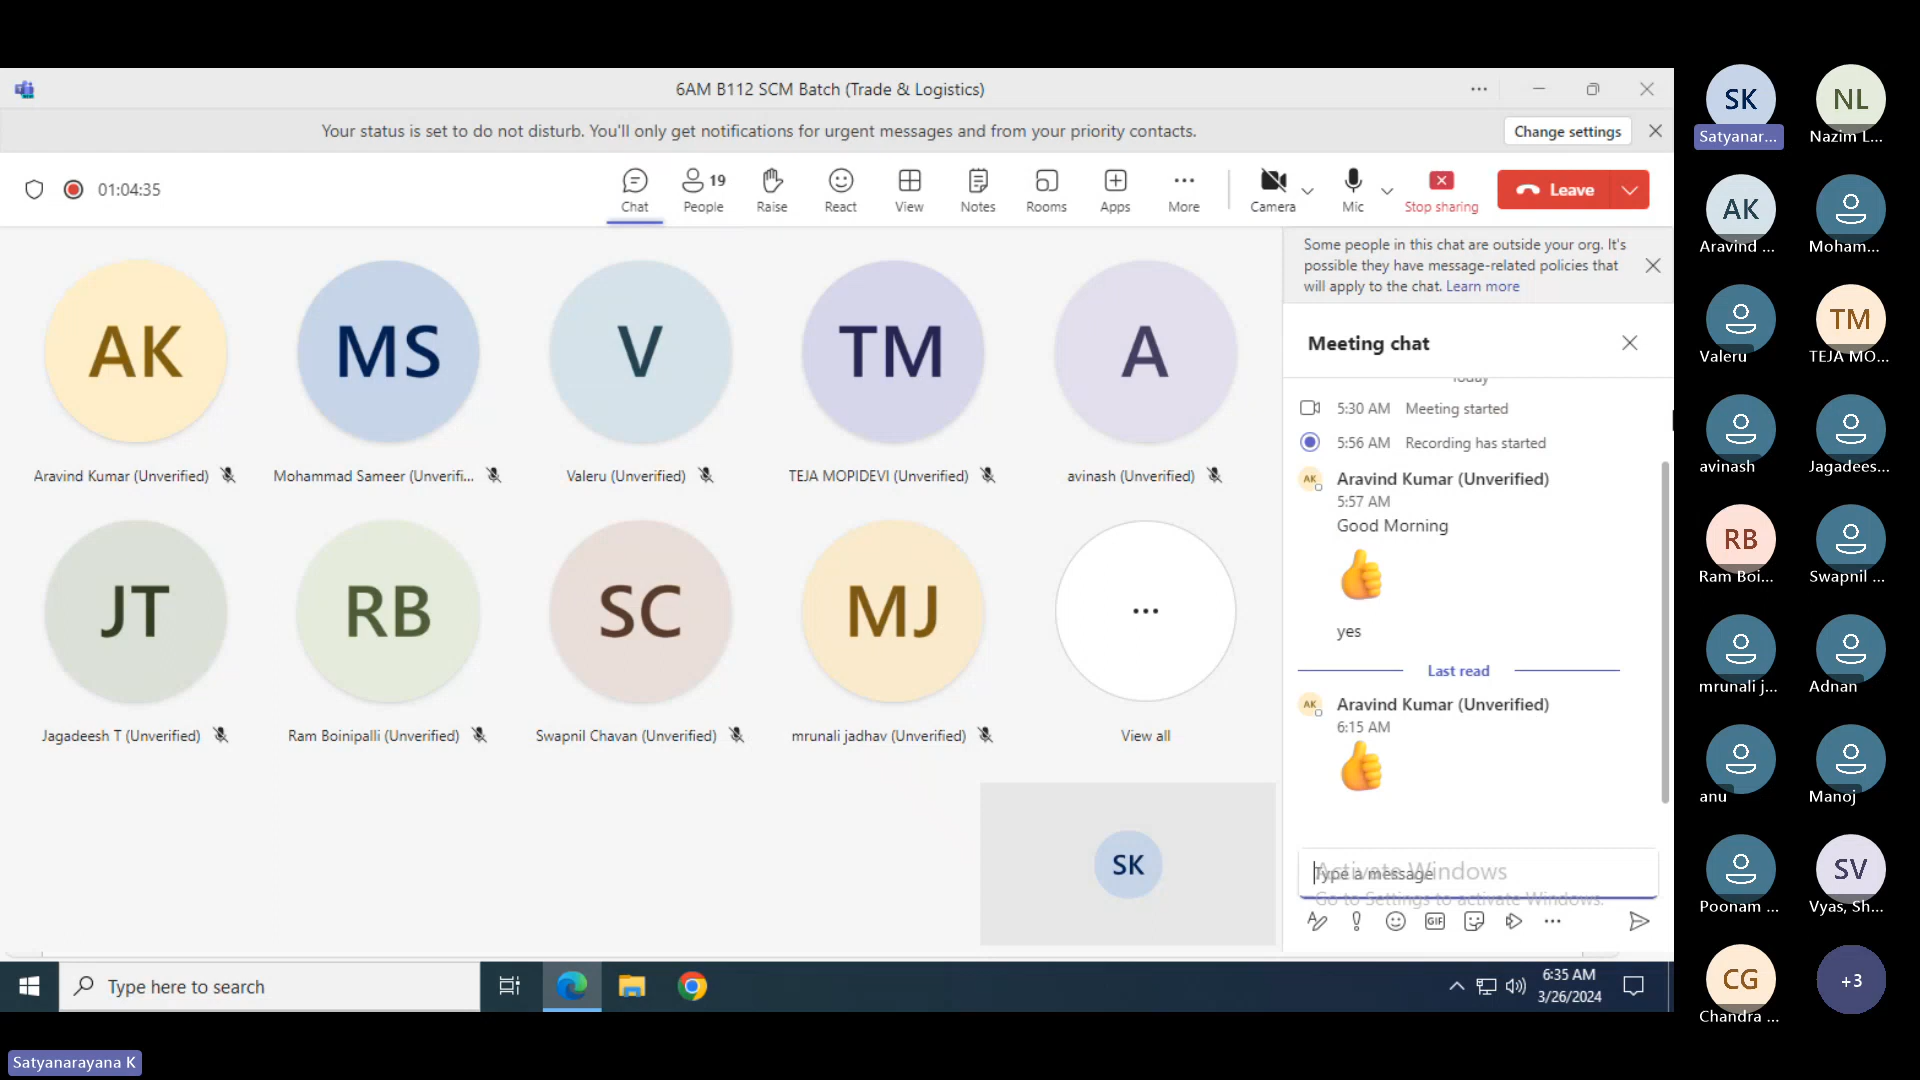 6AM B112 SCM Batch (Trade & Logistics)
Your status is set to do not disturb. You'll only get notifications for urgent messages and from your priority contacts.
Change settings
01:04:35
Chat
19
People
Raise
React
View
Notes
Rooms
Apps
More
Camera
Mic
Stop sharing
Leave
AK
MS
V
TM
A
Aravind Kumar (Unverified)
Mohammad Sameer (Unverifi...
Valeru (Unverified)
TEJA MOPIDEVI (Unverified)
avinash (Unverified)
JT
RB
SC
MJ
Jagadeesh T (Unverified)
Ram Boinipalli (Unverified)
Swapnil Chavan (Unverified)
mrunali jadhav (Unverified)
View all
SK
Some people in this chat are outside your org. It's
possible they have message-related policies that
will apply to the chat. Learn more
Meeting chat
Today
5:30 AM Meeting started
5:56 AM Recording has started
AK
Aravind Kumar (Unverified)
5:57 AM
Good Morning
yes
Last read
AK
Aravind Kumar (Unverified)
6:15 AM
Type a message
Activate Windows
Go to Settings to activate Windows.
GIF
Type here to search
6:35 AM
3/26/2024
SK
Satyanar...
NL
Nazim L...
AK
Aravind ...
Moham...
Valeru
TM
TEJA MO...
avinash
Jagadees...
RB
Ram Boi...
Swapnil ...
mrunali j...
Adnan
anu
Manoj
Poonam ...
SV
Vyas, Sh...
CG
Chandra ...
+3
Satyanarayana K